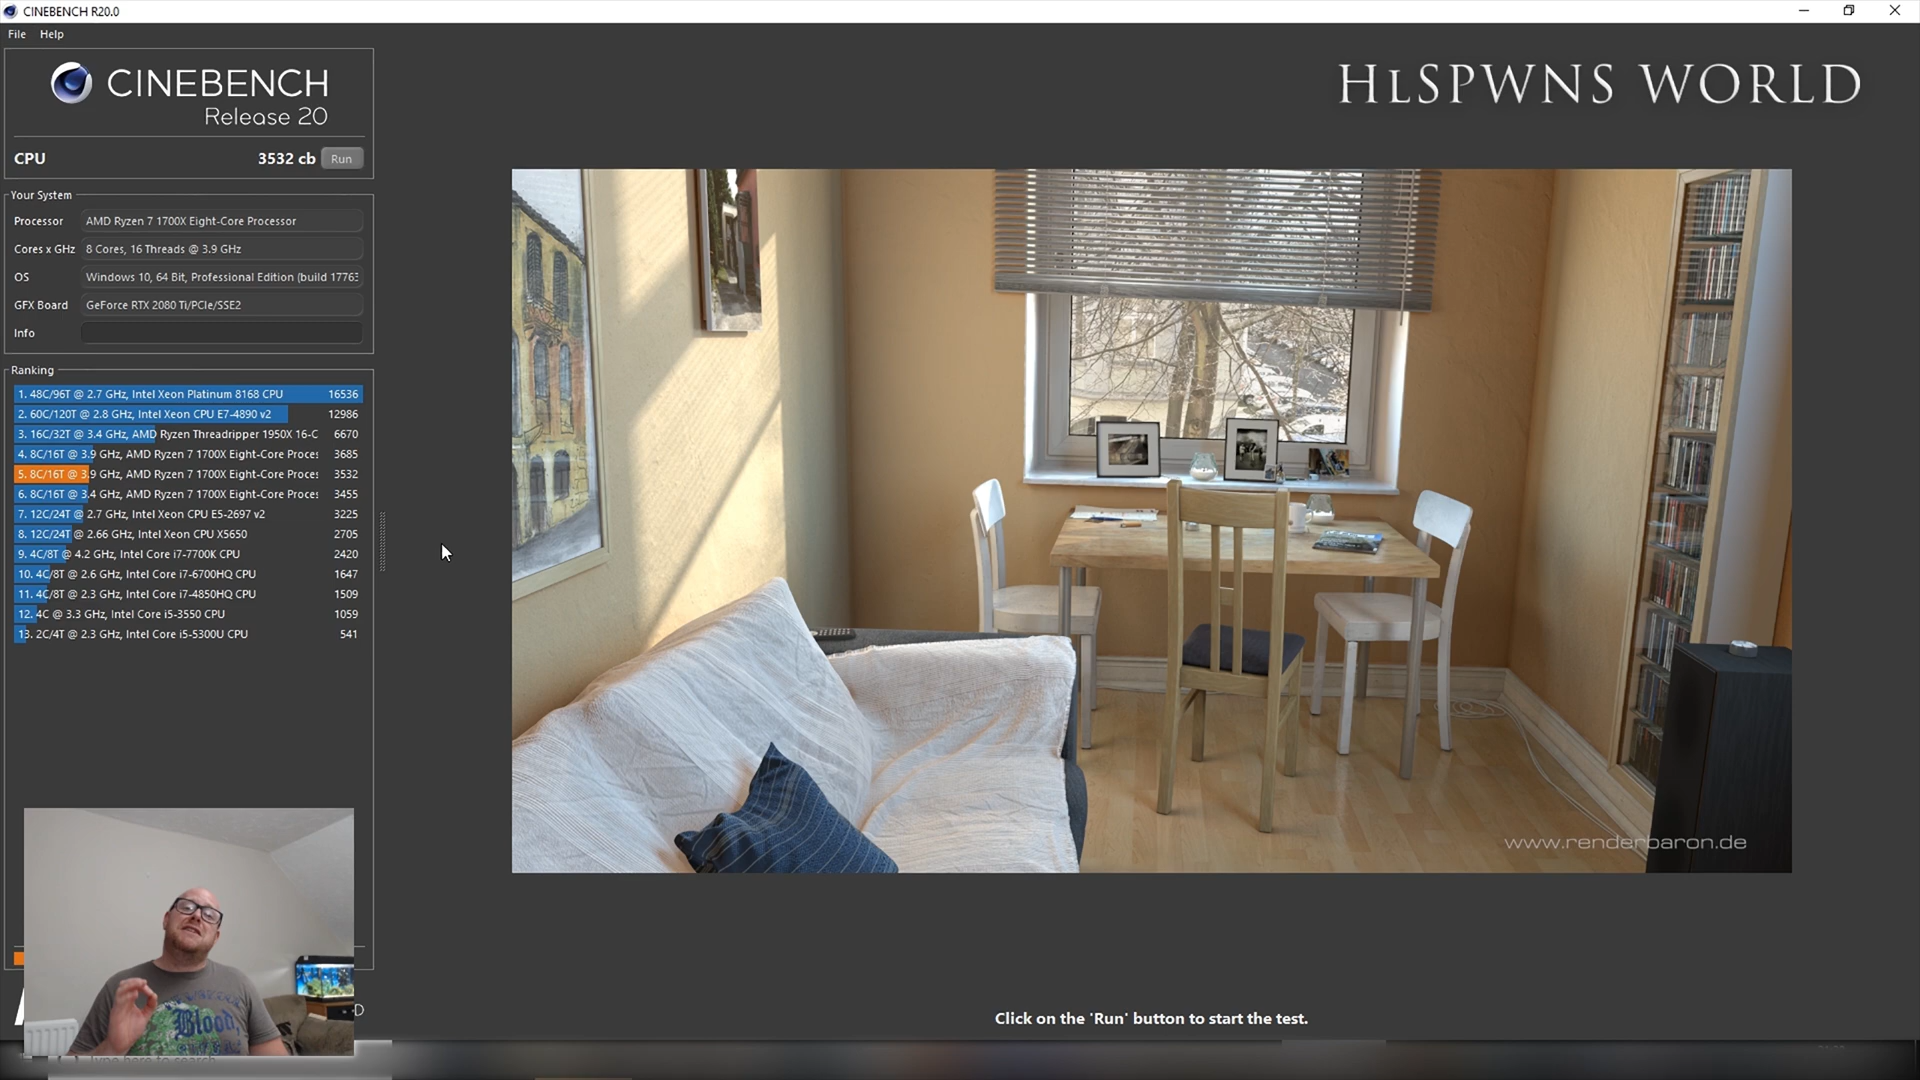 CINEBENCH R20.0
File Help
HLSPWNS WORLD
CINEBENCH
Release 20
CPU 3532 cb Run
Your System
Processor AMD Ryzen 7 1700X Eight-Core Processor
Cores x GHz 8 Cores, 16 Threads @ 3.9 GHz
OS Windows 10, 64 Bit, Professional Edition (build 17763
GFX Board GeForce RTX 2080 Ti/PCIe/SSE2
Info
Ranking
1. 48C/96T @ 2.7 GHz, Intel Xeon Platinum 8168 CPU 16536
2. 60C/120T @ 2.8 GHz, Intel Xeon CPU E7-4890 v2 12986
3. 16C/32T @ 3.4 GHz, AMD Ryzen Threadripper 1950X 16-C 6670
4. 8C/16T @ 3.9 GHz, AMD Ryzen 7 1700X Eight-Core Proces 3685
5. 8C/16T @ 3.9 GHz, AMD Ryzen 7 1700X Eight-Core Proces 3532
6. 8C/16T @ 3.4 GHz, AMD Ryzen 7 1700X Eight-Core Proces 3455
7. 12C/24T @ 2.7 GHz, Intel Xeon CPU E5-2697 v2 3225
8. 12C/24T @ 2.66 GHz, Intel Xeon CPU X5650 2705
9. 4C/8T @ 4.2 GHz, Intel Core i7-7700K CPU 2420
10. 4C/8T @ 2.6 GHz, Intel Core i7-6700HQ CPU 1647
11. 4C/8T @ 2.3 GHz, Intel Core i7-4850HQ CPU 1509
12. 4C @ 3.3 GHz, Intel Core i5-3550 CPU 1059
13. 2C/4T @ 2.3 GHz, Intel Core i5-5300U CPU 541
www.renderbaron.de
Blood,
Click on the 'Run' button to start the test.
Type here to search